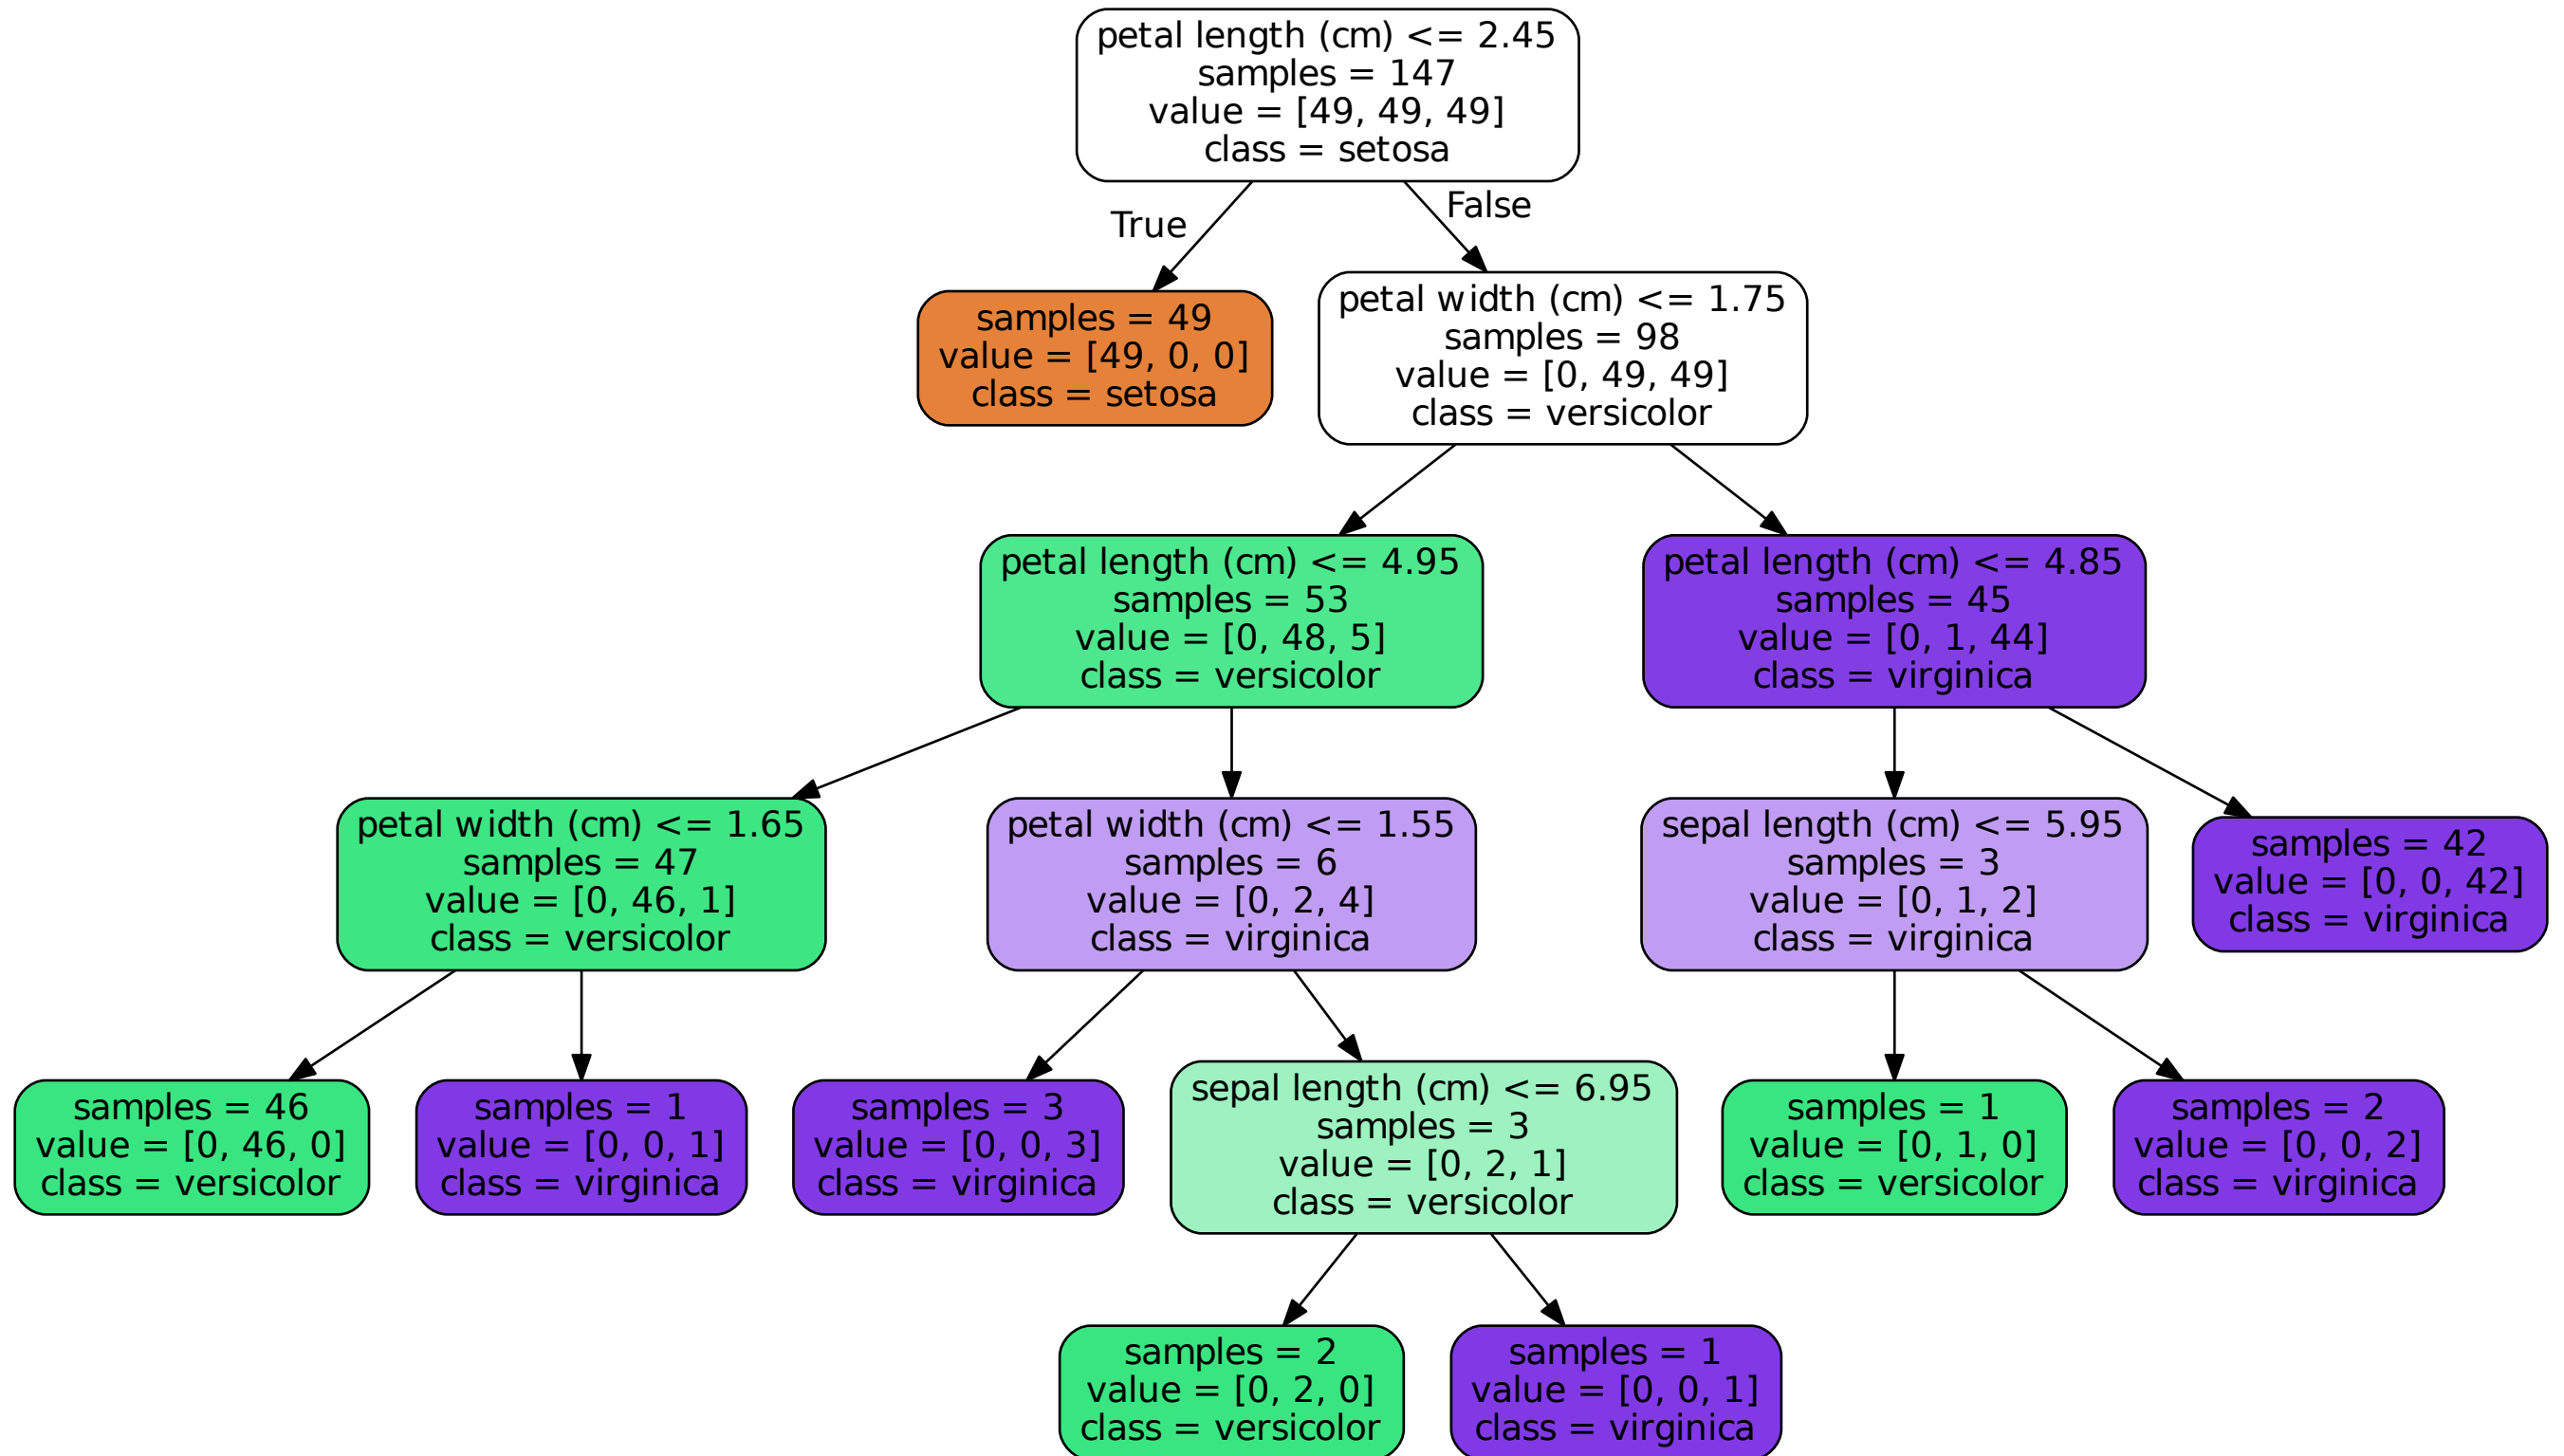 petal length (cm) <= 2.45
samples = 147
value = [49, 49, 49]
class = setosa
True
False
samples = 49
value = [49, 0, 0]
class = setosa
petal width (cm) <= 1.75
samples = 98
value = [0, 49, 49]
class = versicolor
petal length (cm) <= 4.95
samples = 53
value = [0, 48, 5]
class = versicolor
petal length (cm) <= 4.85
samples = 45
value = [0, 1, 44]
class = virginica
petal width (cm) <= 1.65
samples = 47
value = [0, 46, 1]
class = versicolor
petal width (cm) <= 1.55
samples = 6
value = [0, 2, 4]
class = virginica
sepal length (cm) <= 5.95
samples = 3
value = [0, 1, 2]
class = virginica
samples = 42
value = [0, 0, 42]
class = virginica
samples = 46
value = [0, 46, 0]
class = versicolor
samples = 1
value = [0, 0, 1]
class = virginica
samples = 3
value = [0, 0, 3]
class = virginica
sepal length (cm) <= 6.95
samples = 3
value = [0, 2, 1]
class = versicolor
samples = 1
value = [0, 1, 0]
class = versicolor
samples = 2
value = [0, 0, 2]
class = virginica
samples = 2
value = [0, 2, 0]
class = versicolor
samples = 1
value = [0, 0, 1]
class = virginica